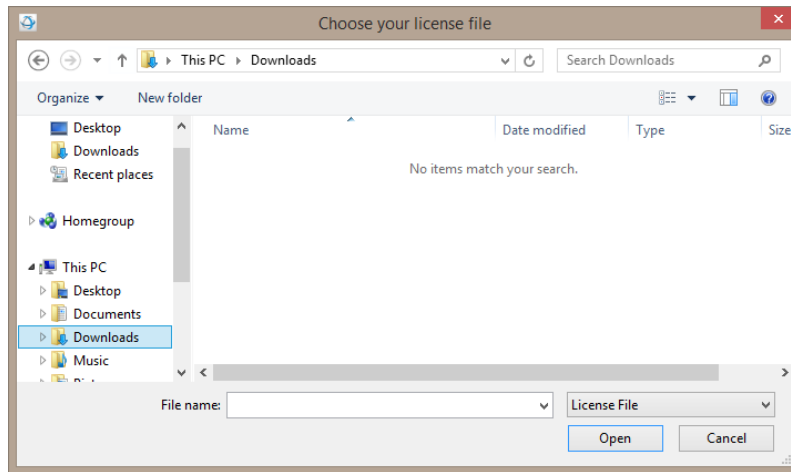 Choose your license file
This PC Downloads Search Downloads
Organize New folder
Name Date modified Type Size
No items match your search.
Desktop
Downloads
Recent places
Homegroup
This PC
Desktop
Documents
Downloads
Music
File name: License File
Open Cancel